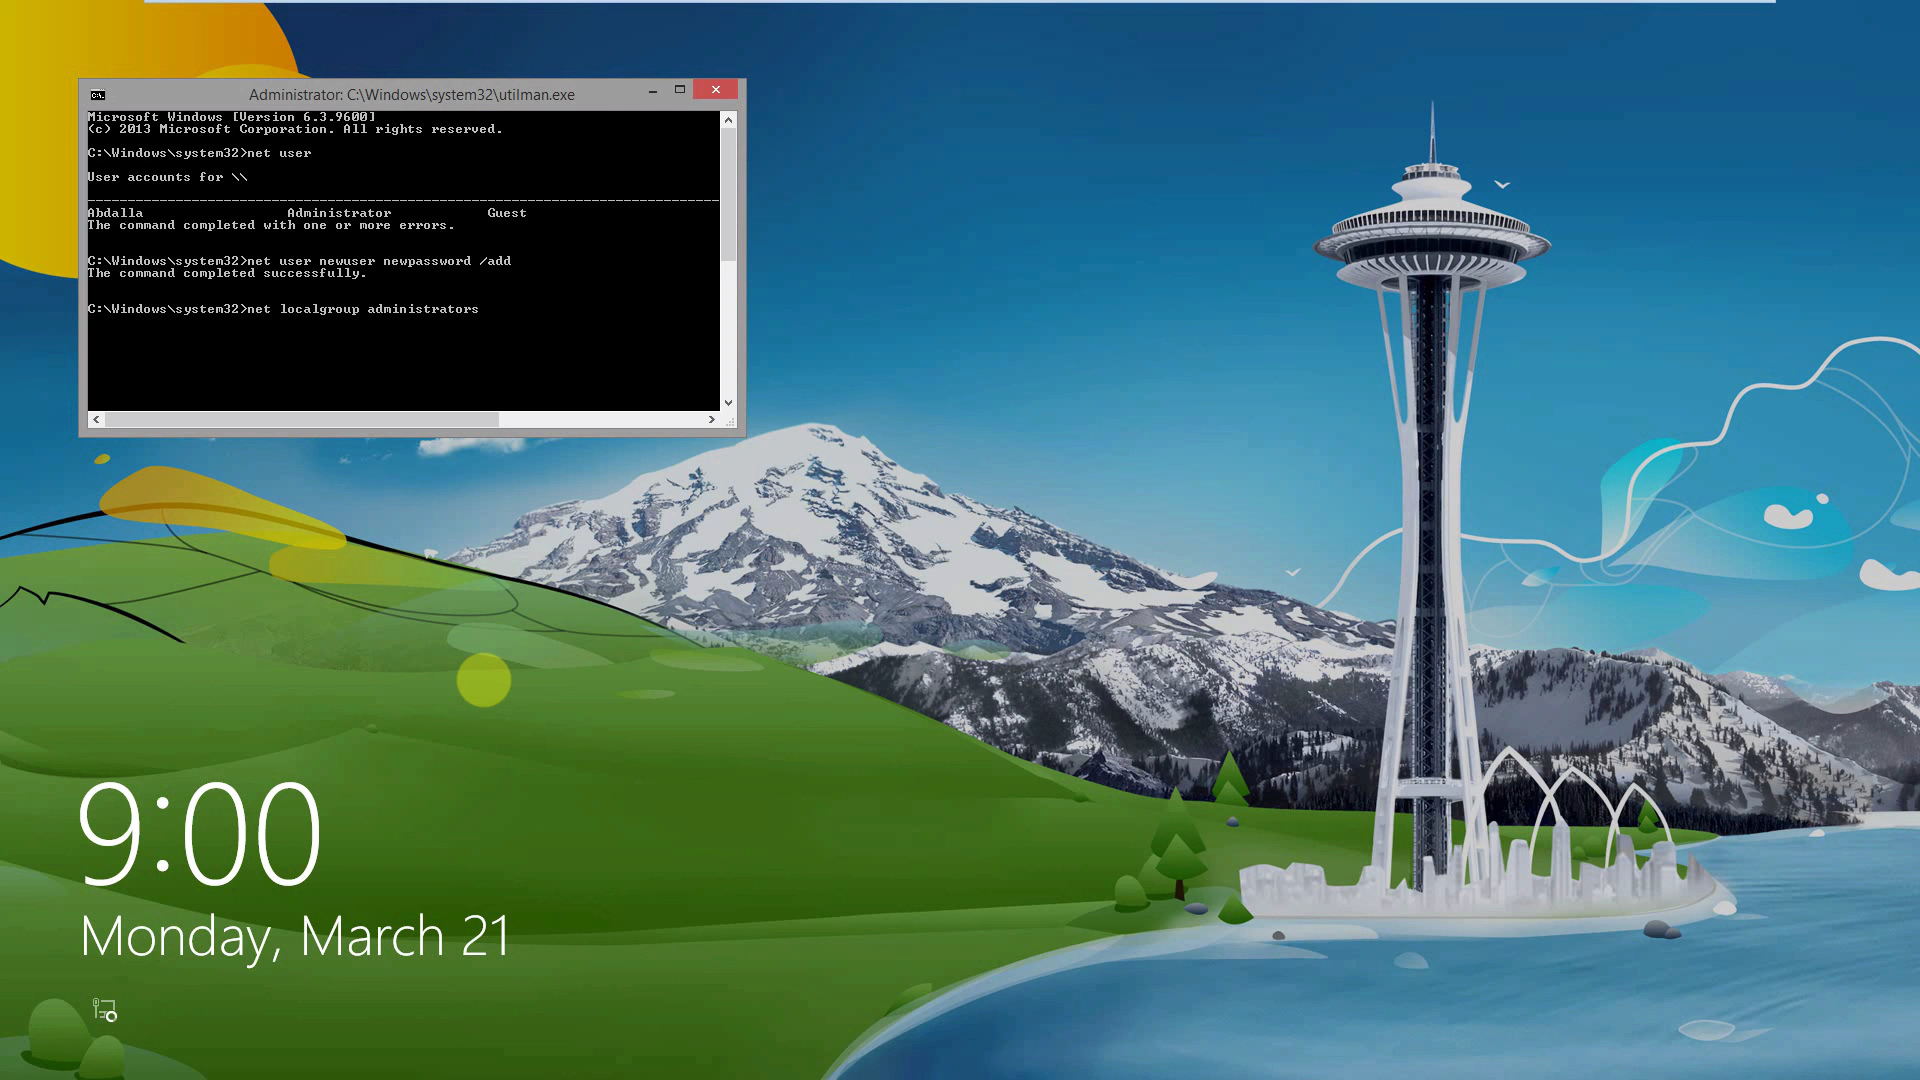 Administrator: C:\Windows\system32\utilman.exe
Microsoft Windows [Version 6.3.9600]
(c) 2013 Microsoft Corporation. All rights reserved.
C:\Windows\system32>net user
User accounts for \\
Abdalla Administrator Guest
The command completed with one or more errors.
C:\Windows\system32>net user newuser newpassword /add
The command completed successfully.
C:\Windows\system32>net localgroup administrators
9:00
Monday, March 21